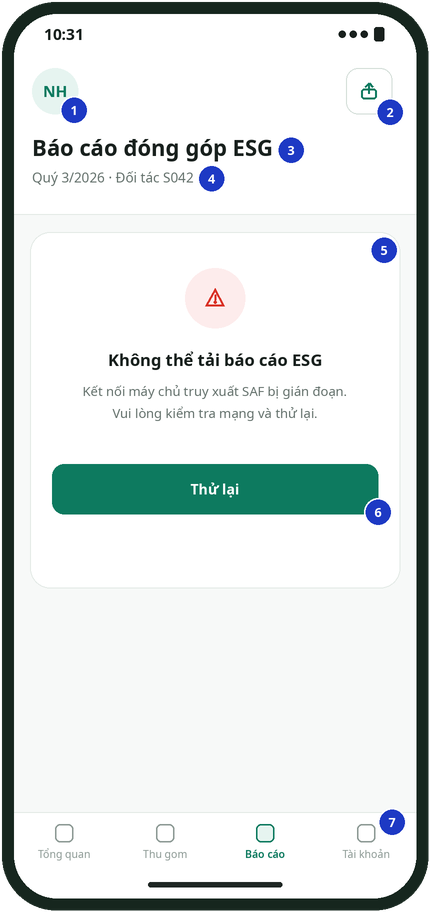 10:31
NH
1
2
Báo cáo đóng góp ESG 3
Quý 3/2026 · Đối tác S042 4
5
Không thể tải báo cáo ESG
Kết nối máy chủ truy xuất SAF bị gián đoạn.
Vui lòng kiểm tra mạng và thử lại.
Thử lại
6
7
Tổng quan Thu gom Báo cáo Tài khoản